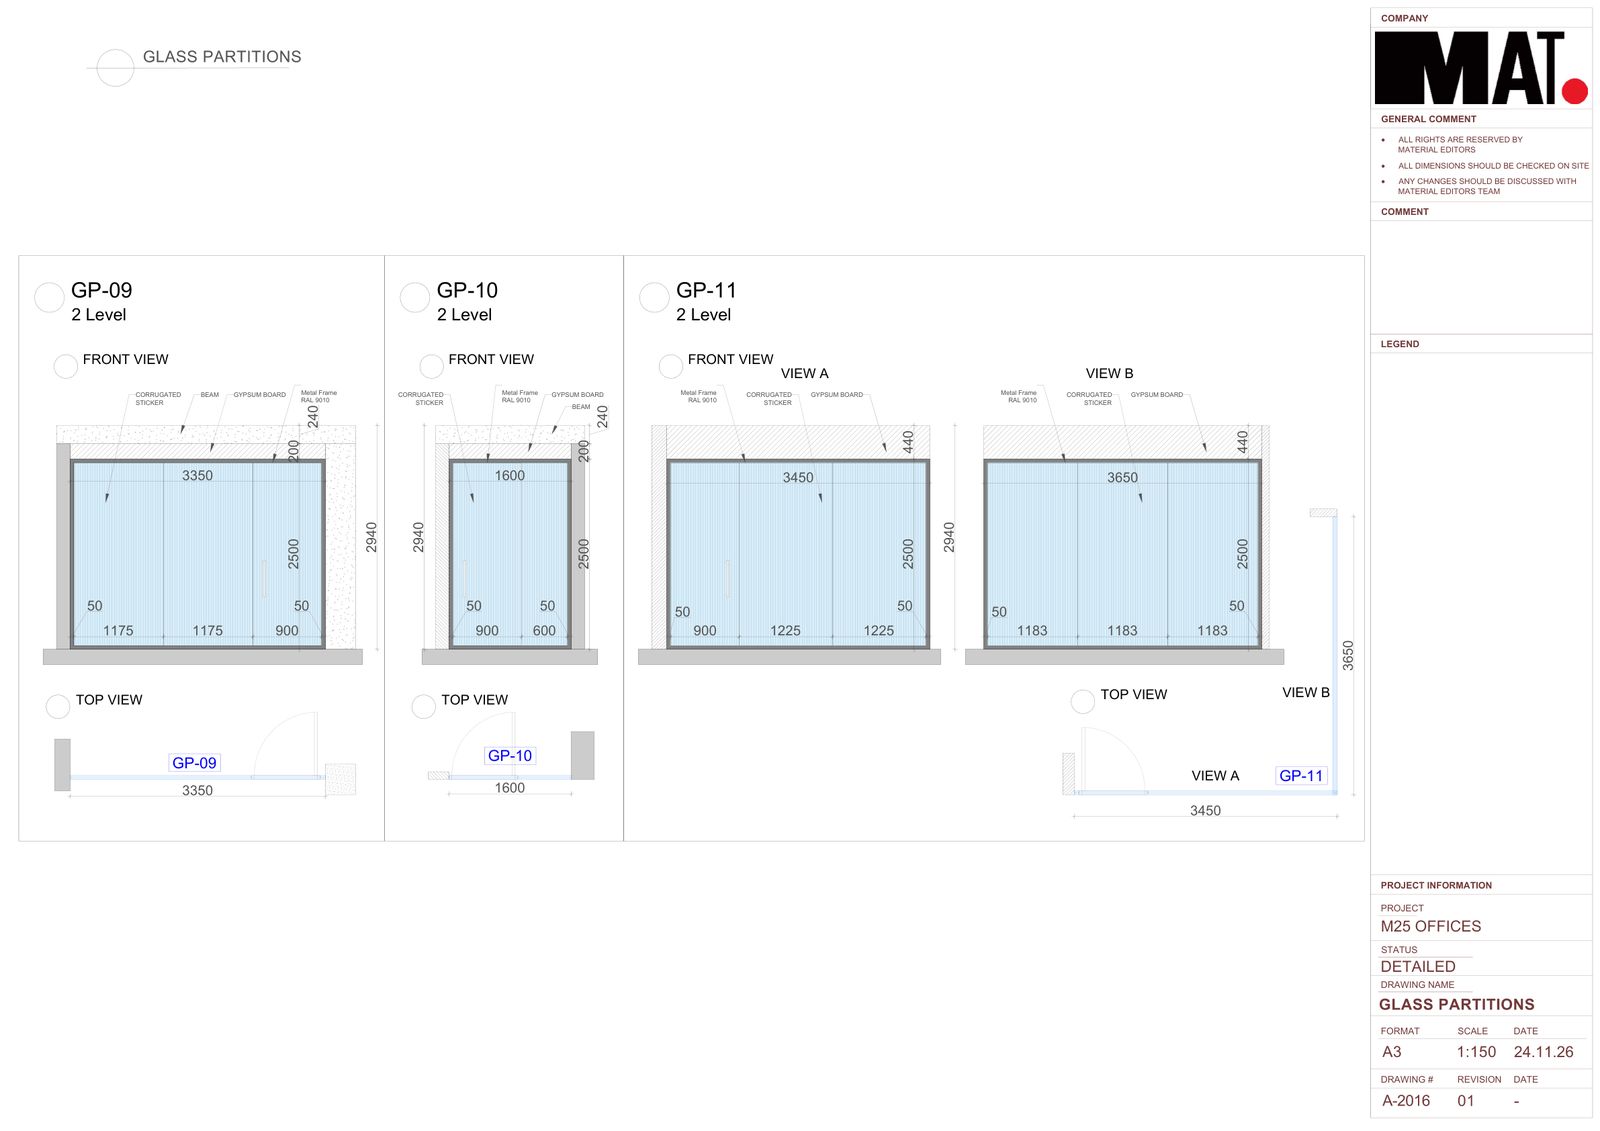 GLASS PARTITIONS
GP-09
2 Level
FRONT VIEW
CORRUGATED
STICKER
BEAM
GYPSUM BOARD
Metal Frame
RAL 9010
240
200
3350
2940
2500
50
50
1175
1175
900
TOP VIEW
GP-09
3350
GP-10
2 Level
FRONT VIEW
CORRUGATED
STICKER
Metal Frame
RAL 9010
GYPSUM BOARD
BEAM
240
200
1600
2940
2500
50
50
900
600
TOP VIEW
GP-10
1600
GP-11
2 Level
FRONT VIEW
VIEW A
Metal Frame
RAL 9010
CORRUGATED
STICKER
GYPSUM BOARD
440
3450
2940
2500
50
50
900
1225
1225
VIEW B
Metal Frame
RAL 9010
CORRUGATED
STICKER
GYPSUM BOARD
440
3650
2500
50
50
1183
1183
1183
3650
TOP VIEW
VIEW B
VIEW A
GP-11
3450
COMPANY
MAT.
GENERAL COMMENT
• ALL RIGHTS ARE RESERVED BY
MATERIAL EDITORS
• ALL DIMENSIONS SHOULD BE CHECKED ON SITE
• ANY CHANGES SHOULD BE DISCUSSED WITH
MATERIAL EDITORS TEAM
COMMENT
LEGEND
PROJECT INFORMATION
PROJECT
M25 OFFICES
STATUS
DETAILED
DRAWING NAME
GLASS PARTITIONS
FORMAT SCALE DATE
A3 1:150 24.11.26
DRAWING # REVISION DATE
A-2016 01 -